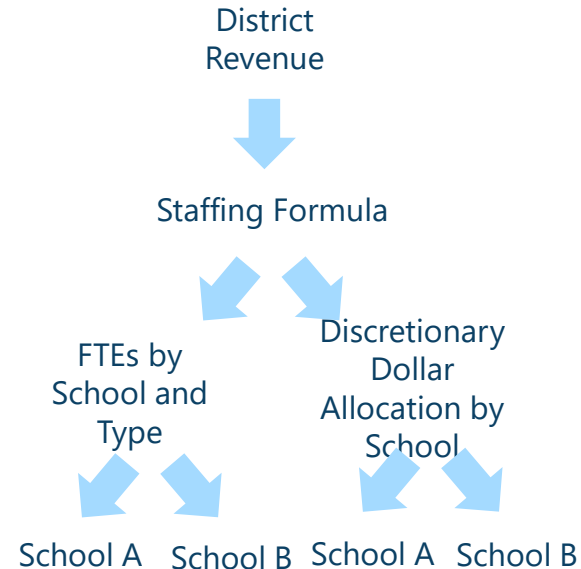 District
Revenue
Staffing Formula
FTEs by
School and
Type
Discretionary
Dollar
Allocation by
School
School A
School B
School A
School B